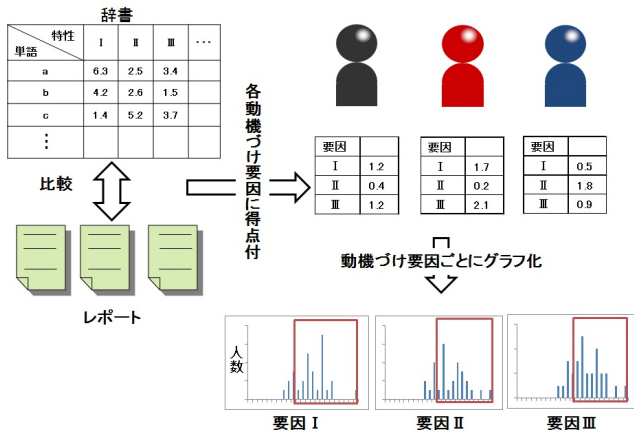 辞書
特性
単語
Ⅰ Ⅱ Ⅲ ···
a 6.3 2.5 3.4
b 4.2 2.6 1.5
c 1.4 5.2 3.7
⋮
比較
レポート
各動機づけ要因に得点付
要因
Ⅰ 1.2
Ⅱ 0.4
Ⅲ 1.2
要因
Ⅰ 1.7
Ⅱ 0.2
Ⅲ 2.1
要因
Ⅰ 0.5
Ⅱ 1.8
Ⅲ 0.9
動機づけ要因ごとにグラフ化
人数
要因Ⅰ
要因Ⅱ
要因Ⅲ